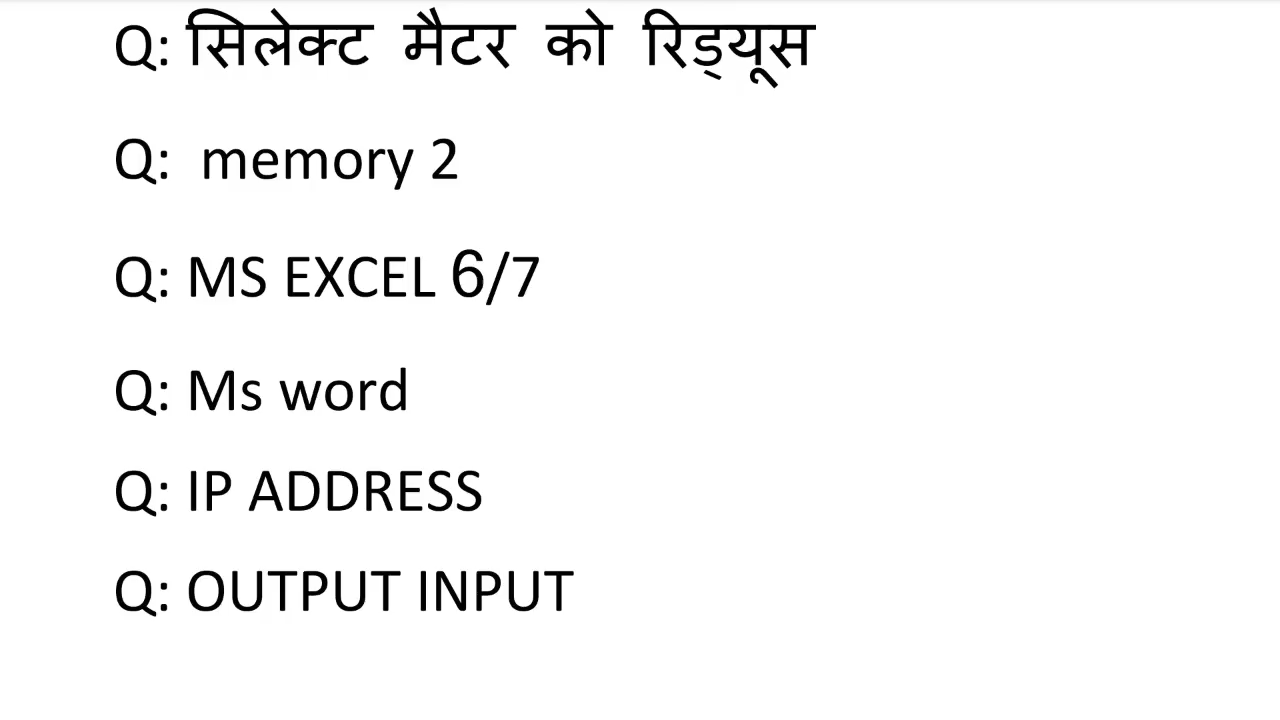 Q: सिलेक्ट मैटर को रिड्यूस
Q: memory 2
Q: MS EXCEL 6/7
Q: Ms word
Q: IP ADDRESS
Q: OUTPUT INPUT